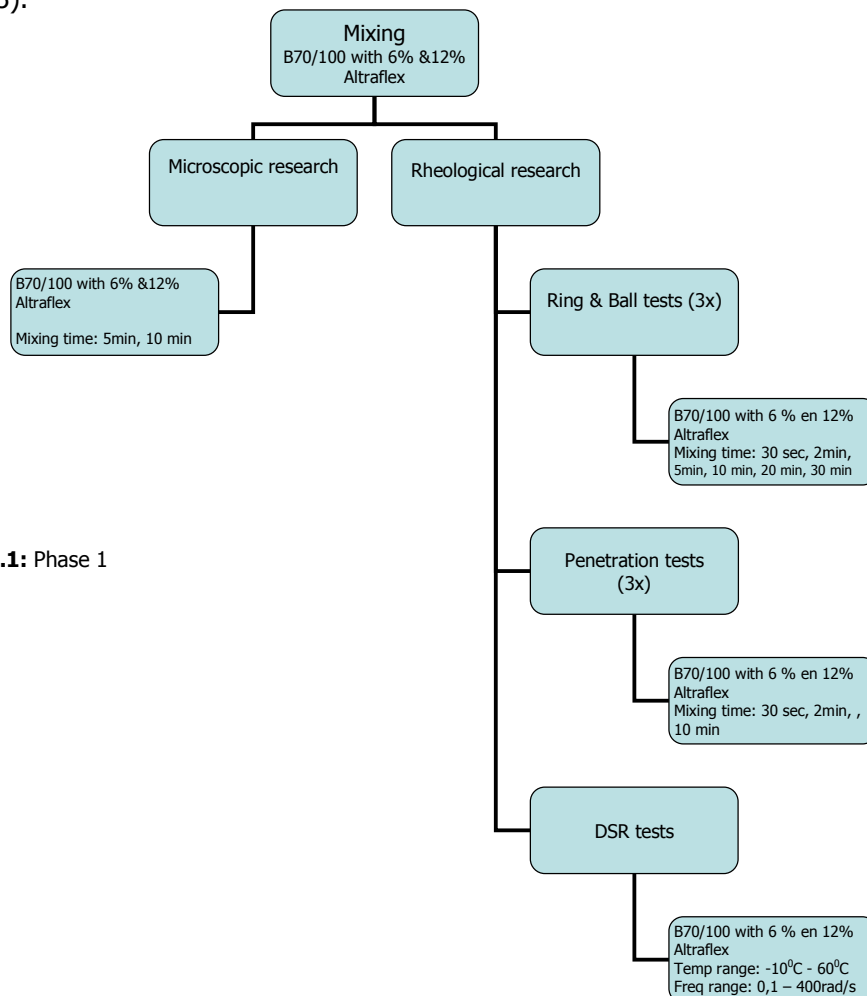 Mixing
B70/100 with 6% &12%
Altraflex
Microscopic research
Rheological research
B70/100 with 6% &12%
Altraflex
Mixing time: 5min, 10 min
Ring & Ball tests (3x)
B70/100 with 6 % en 12%
Altraflex
Mixing time: 30 sec, 2min,
5min, 10 min, 20 min, 30 min
.1: Phase 1
Penetration tests
(3x)
B70/100 with 6 % en 12%
Altraflex
Mixing time: 30 sec, 2min, ,
10 min
DSR tests
B70/100 with 6 % en 12%
Altraflex
Temp range: -10⁰C - 60⁰C
Freq range: 0,1 – 400rad/s